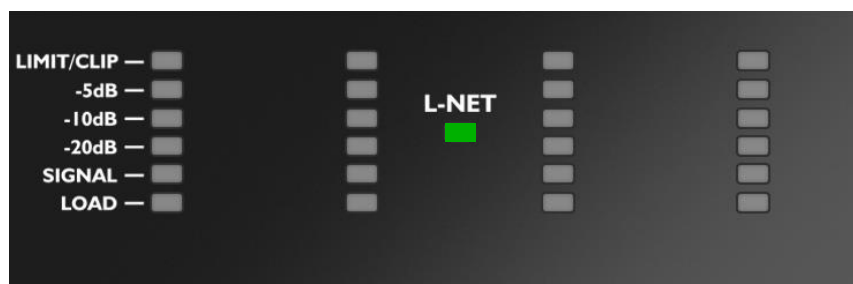 LIMIT/CLIP —
-5dB —
-10dB —
L-NET
-20dB —
SIGNAL —
LOAD —